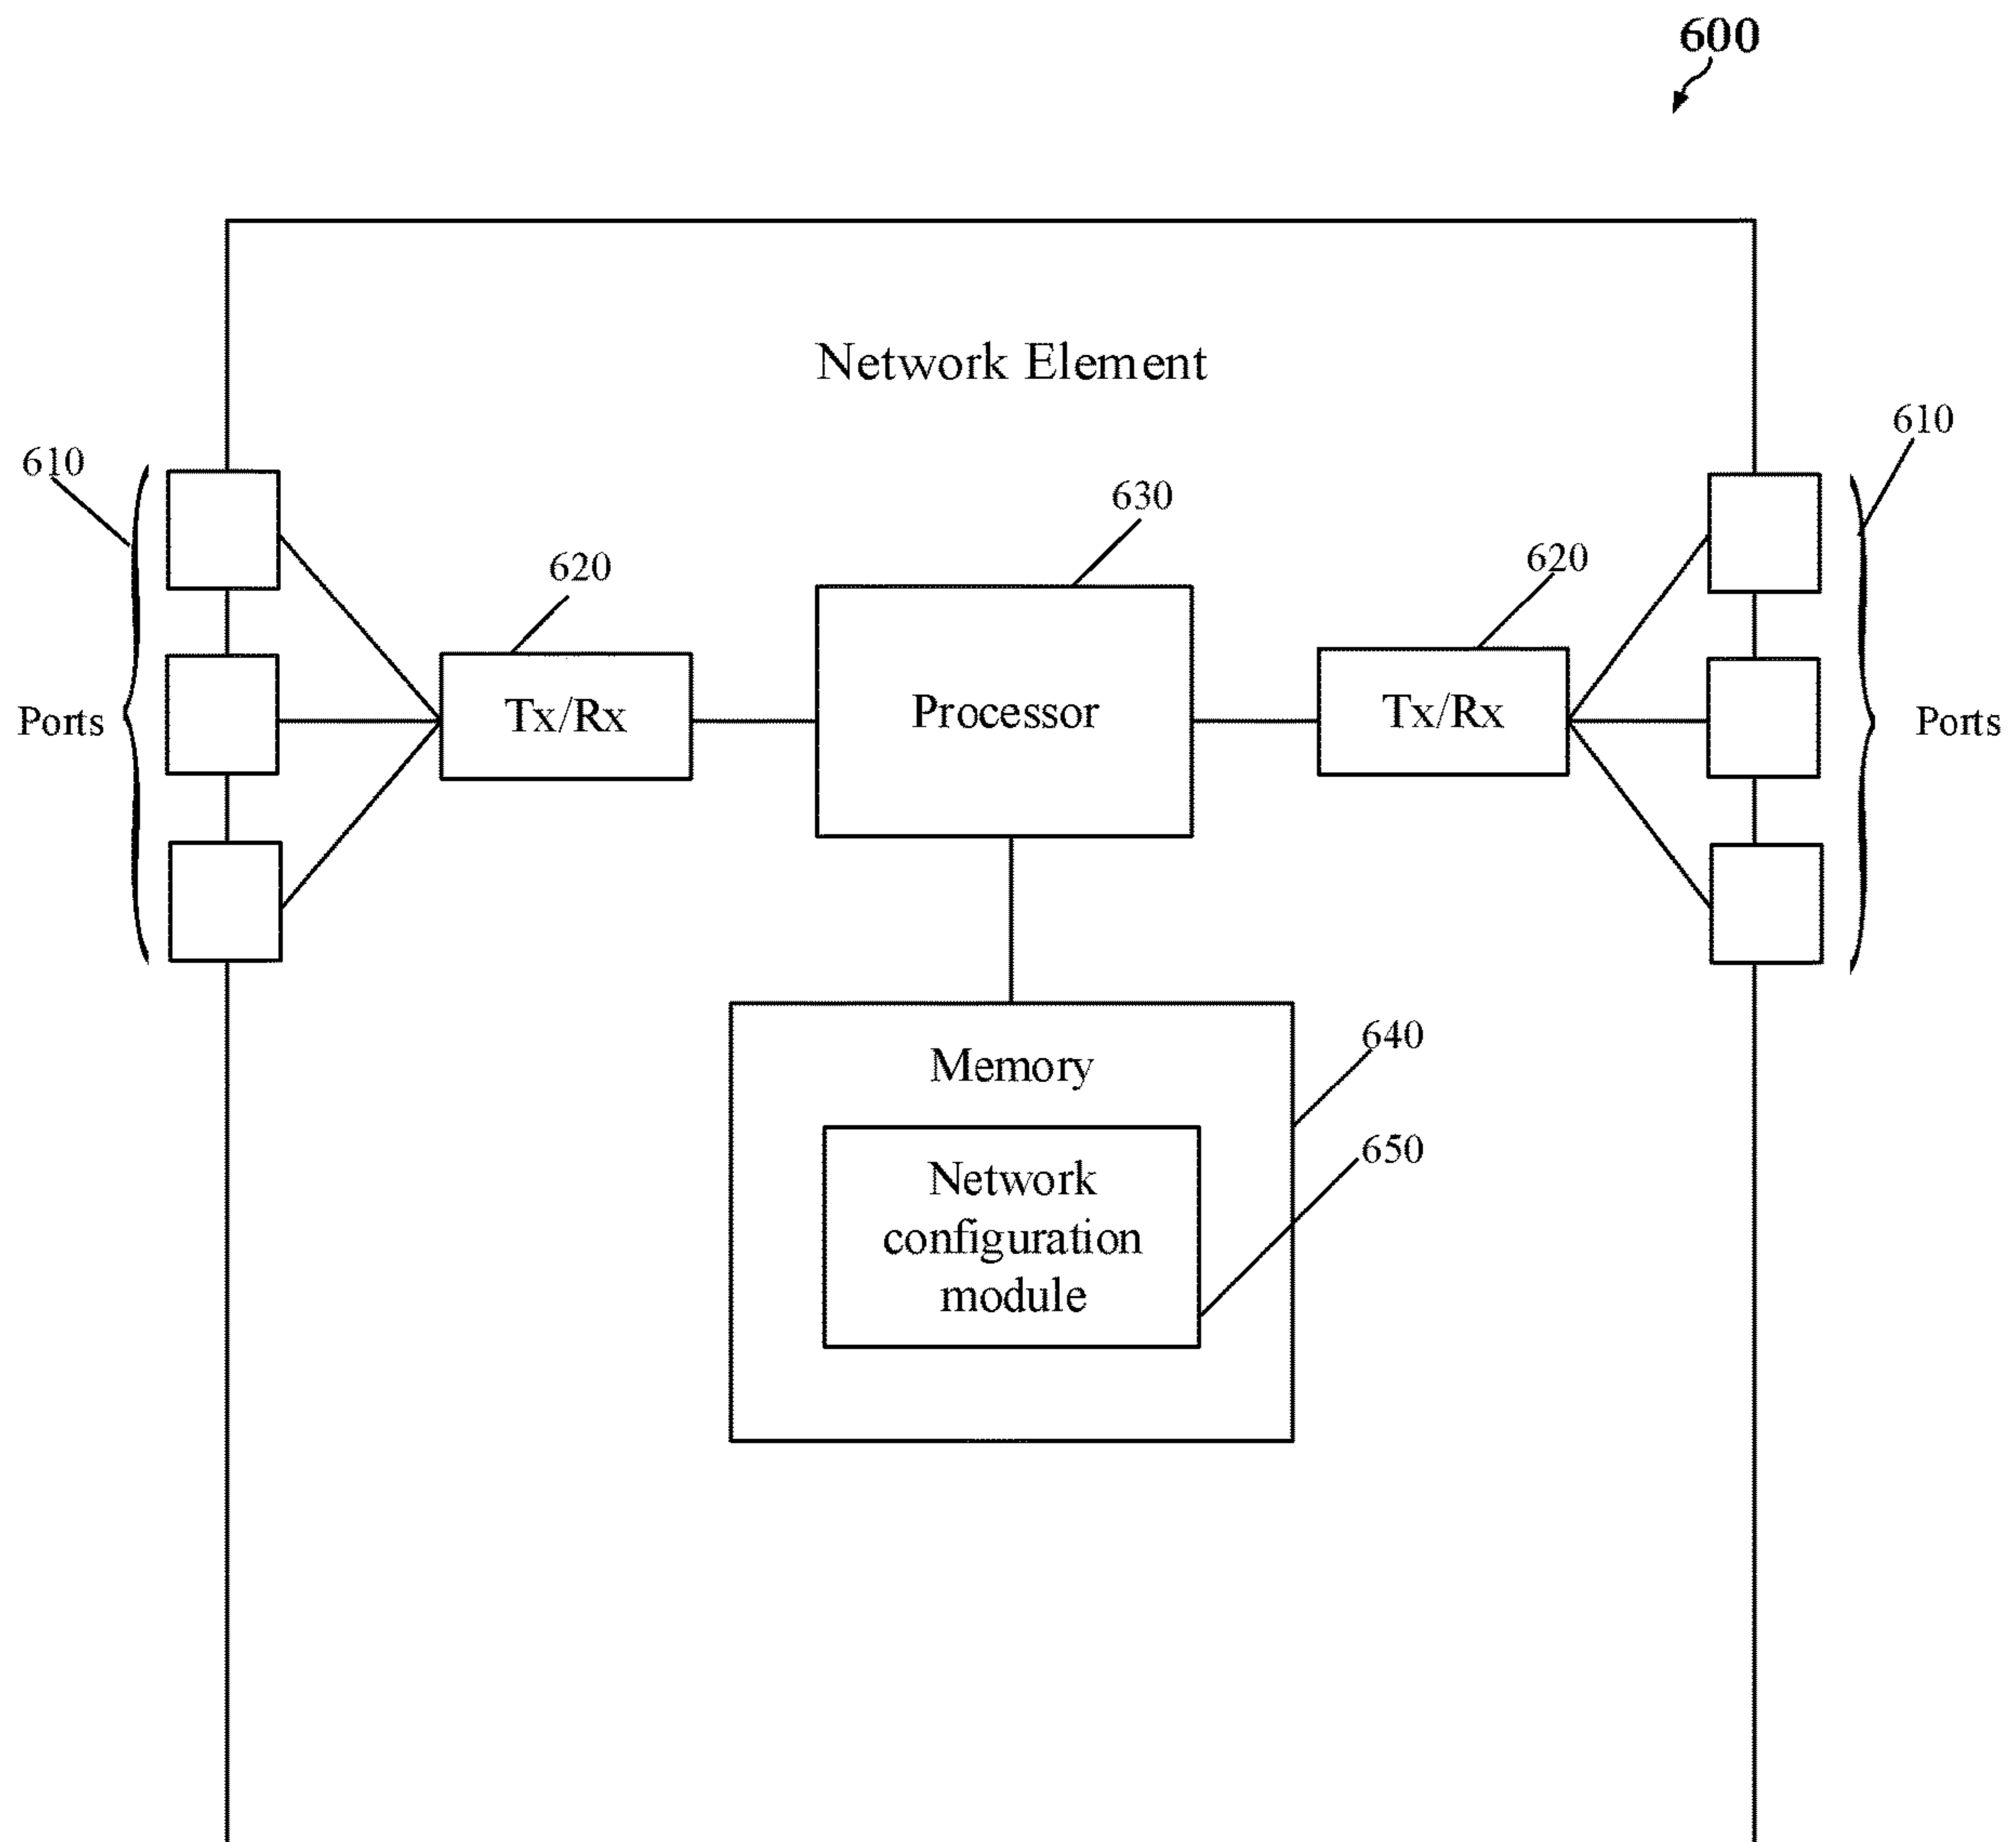 600
Network Element
610
610
630
620
620
Ports
Tx/Rx
Processor
Tx/Rx
Ports
640
Memory
650
Network
configuration
module